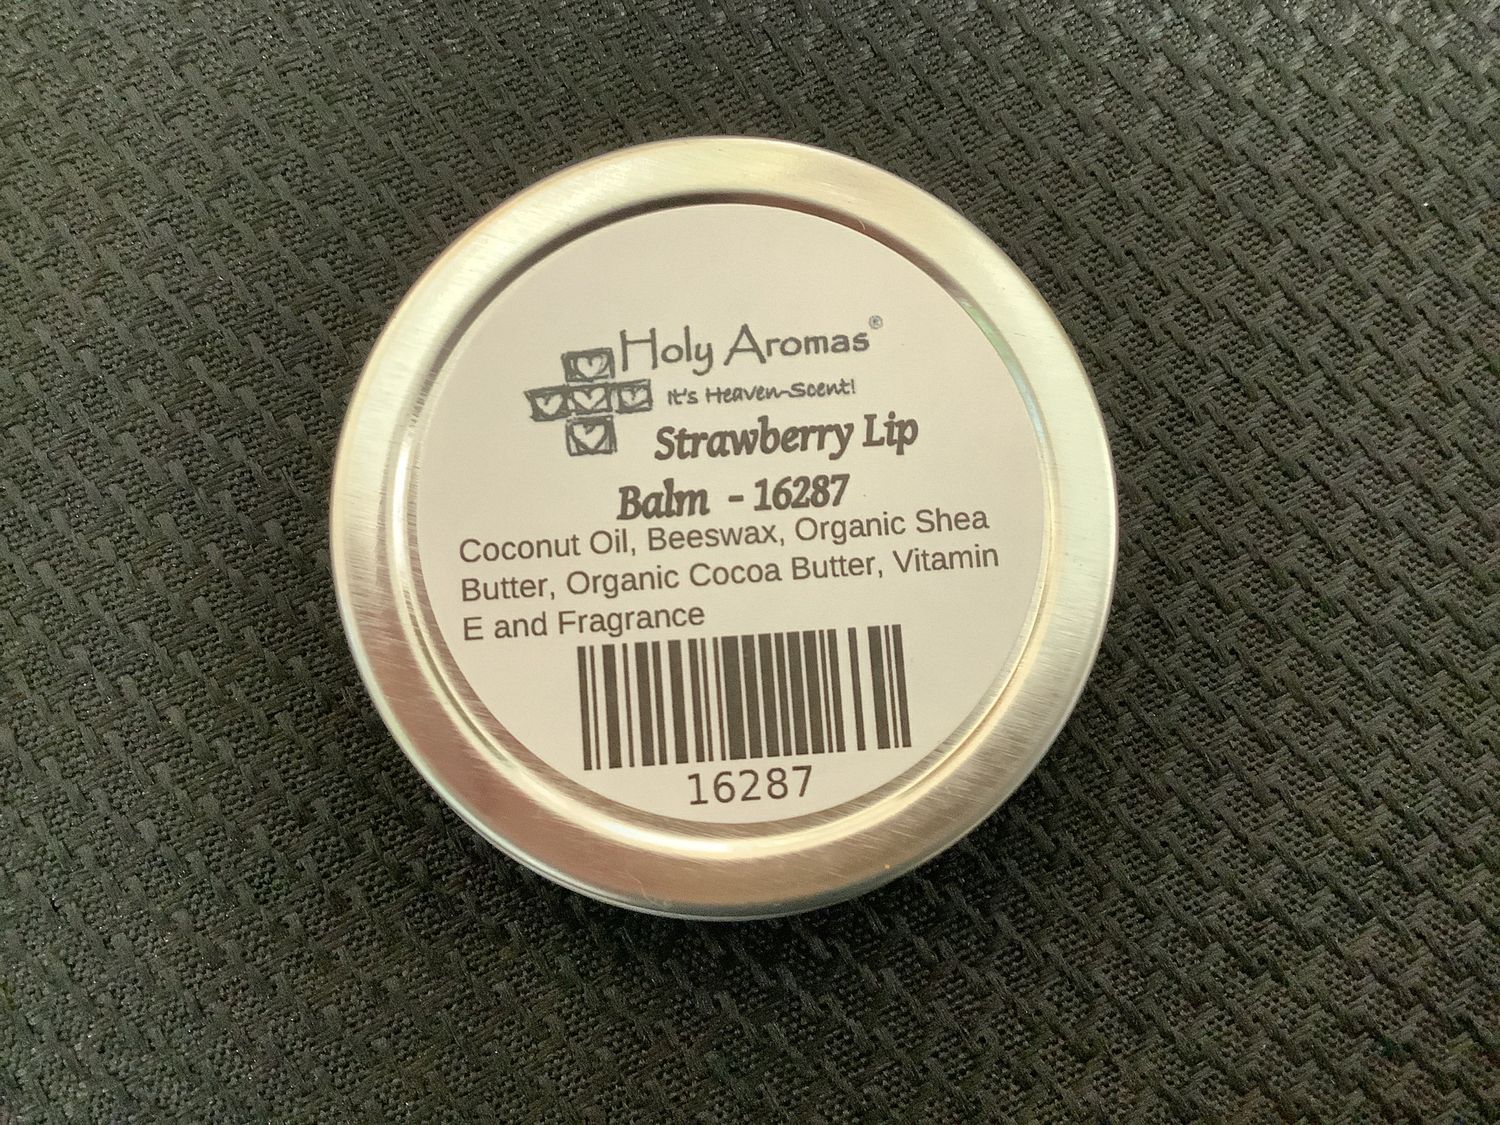 Holy Aromas®
It's Heaven-Scent!
Strawberry Lip
Balm - 16287
Coconut Oil, Beeswax, Organic Shea
Butter, Organic Cocoa Butter, Vitamin
E and Fragrance
16287